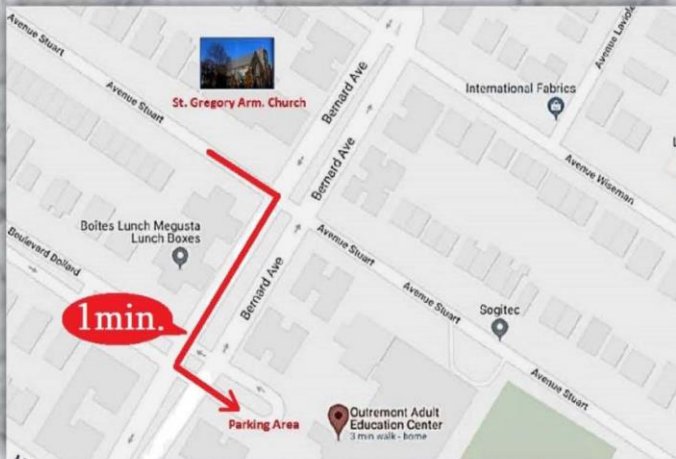 Avenue Stuart
St. Gregory Arm. Church
Avenue Stuart
Bernard Ave
Bernard Ave
International Fabrics
Avenue Wiseman
Boîtes Lunch Megusta
Lunch Boxes
Boulevard Dollard
Bernard Ave
Avenue Stuart
Avenue Stuart
Sogitec
1min.
Avenue Stuart
Parking Area
Outremont Adult
Education Center
3 min walk - home